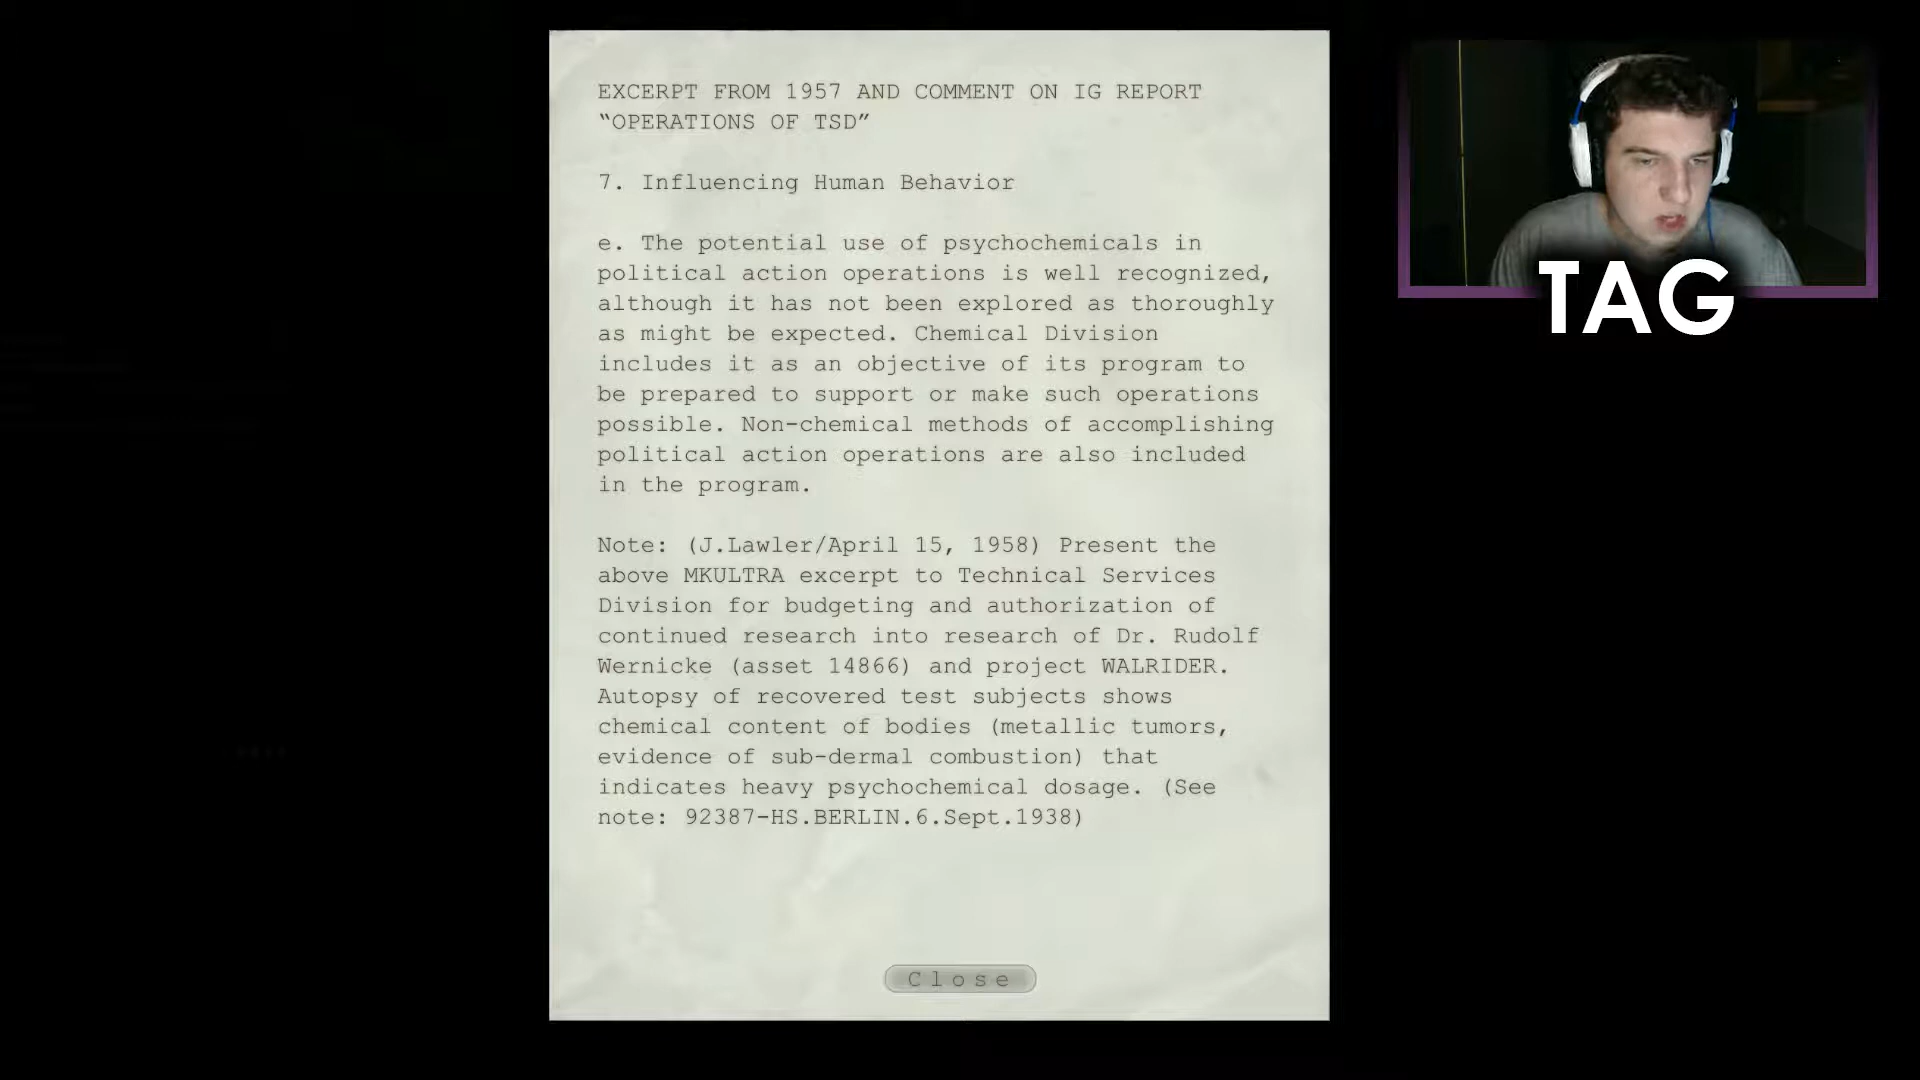 EXCERPT FROM 1957 AND COMMENT ON IG REPORT
“OPERATIONS OF TSD”
7. Influencing Human Behavior
e. The potential use of psychochemicals in
political action operations is well recognized,
although it has not been explored as thoroughly
as might be expected. Chemical Division
includes it as an objective of its program to
be prepared to support or make such operations
possible. Non-chemical methods of accomplishing
political action operations are also included
in the program.
Note: (J.Lawler/April 15, 1958) Present the
above MKULTRA excerpt to Technical Services
Division for budgeting and authorization of
continued research into research of Dr. Rudolf
Wernicke (asset 14866) and project WALRIDER.
Autopsy of recovered test subjects shows
chemical content of bodies (metallic tumors,
evidence of sub-dermal combustion) that
indicates heavy psychochemical dosage. (See
note: 92387-HS.BERLIN.6.Sept.1938)
Close
TAG